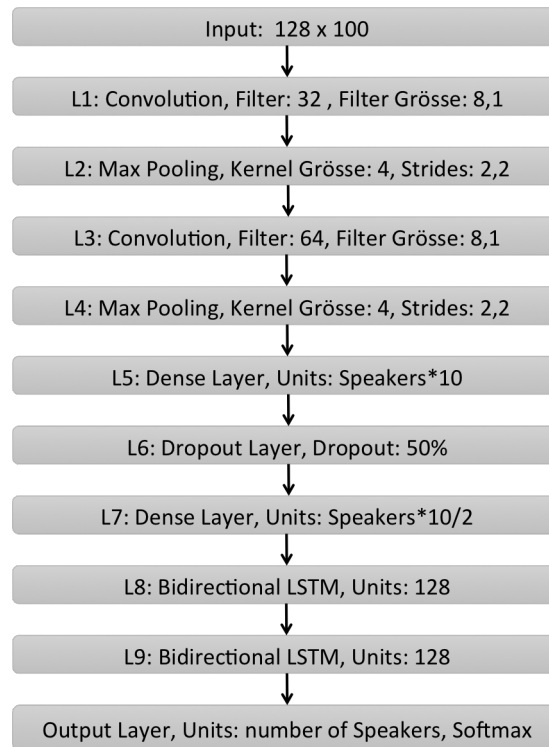 Input: 128 x 100
L1: Convolution, Filter: 32 , Filter Grösse: 8,1
L2: Max Pooling, Kernel Grösse: 4, Strides: 2,2
L3: Convolution, Filter: 64, Filter Grösse: 8,1
L4: Max Pooling, Kernel Grösse: 4, Strides: 2,2
L5: Dense Layer, Units: Speakers*10
L6: Dropout Layer, Dropout: 50%
L7: Dense Layer, Units: Speakers*10/2
L8: Bidirectional LSTM, Units: 128
L9: Bidirectional LSTM, Units: 128
Output Layer, Units: number of Speakers, Softmax